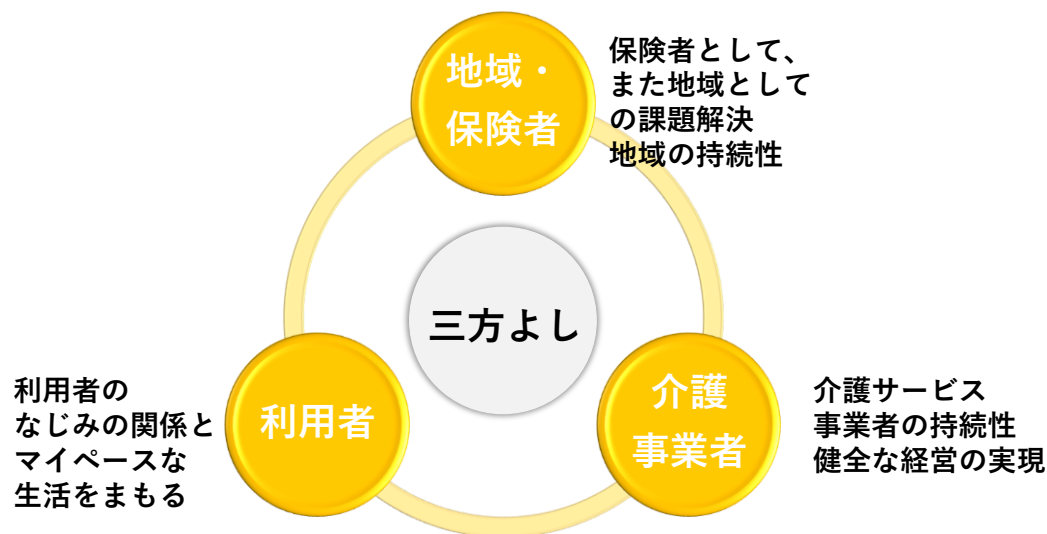 地域・
保険者
保険者として、
また地域として
の課題解決
地域の持続性
三方よし
利用者の
なじみの関係と
マイペースな
生活をまもる
利用者
介護
事業者
介護サービス
事業者の持続性
健全な経営の実現